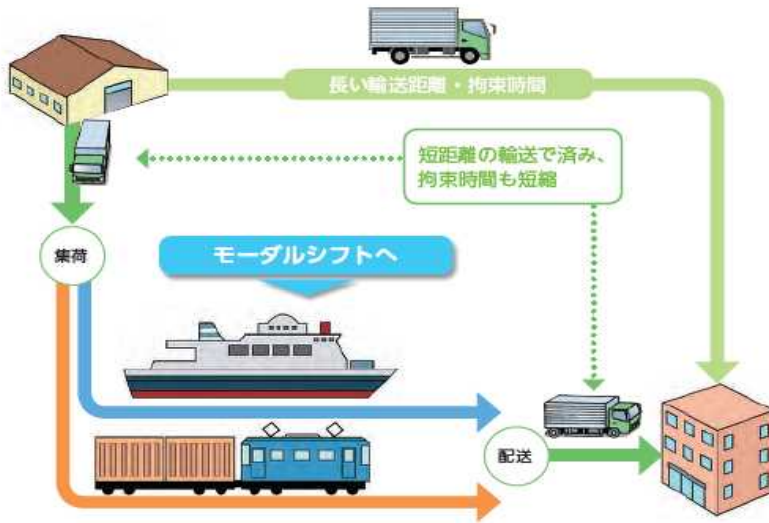 長い輸送距離・拘束時間
短距離の輸送で済み、
拘束時間も短縮
集荷
モーダルシフトへ
配送